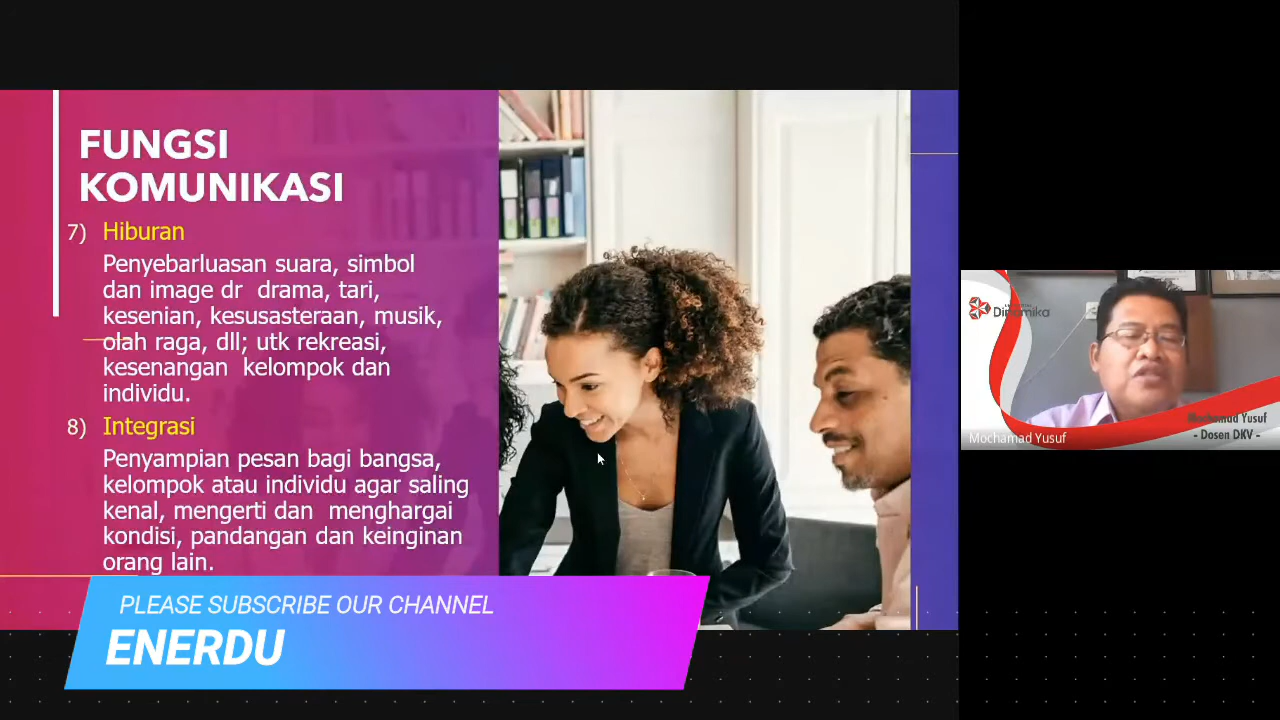 FUNGSI
KOMUNIKASI
7) Hiburan
Penyebarluasan suara, simbol
dan image dr drama, tari,
kesenian, kesusasteraan, musik,
olah raga, dll; utk rekreasi,
kesenangan kelompok dan
individu.
8) Integrasi
Penyampian pesan bagi bangsa,
kelompok atau individu agar saling
kenal, mengerti dan menghargai
kondisi, pandangan dan keinginan
orang lain.
PLEASE SUBSCRIBE OUR CHANNEL
ENERDU
Dinamika
Mochamad Yusuf
- Dosen DKV -
Mochamad Yusuf